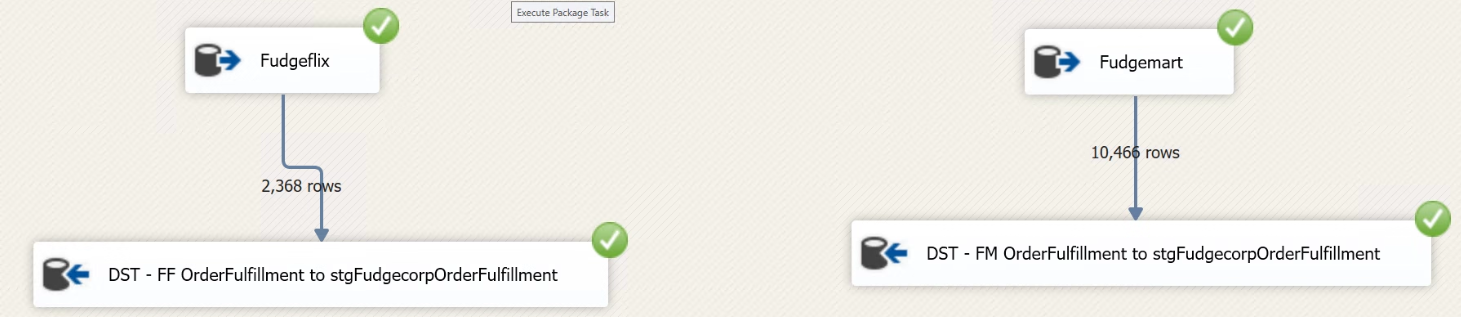 Execute Package Task
Fudgeflix
Fudgemart
10,466 rows
2,368 rows
DST - FM OrderFulfillment to stgFudgecorpOrderFulfillment
DST - FF OrderFulfillment to stgFudgecorpOrderFulfillment